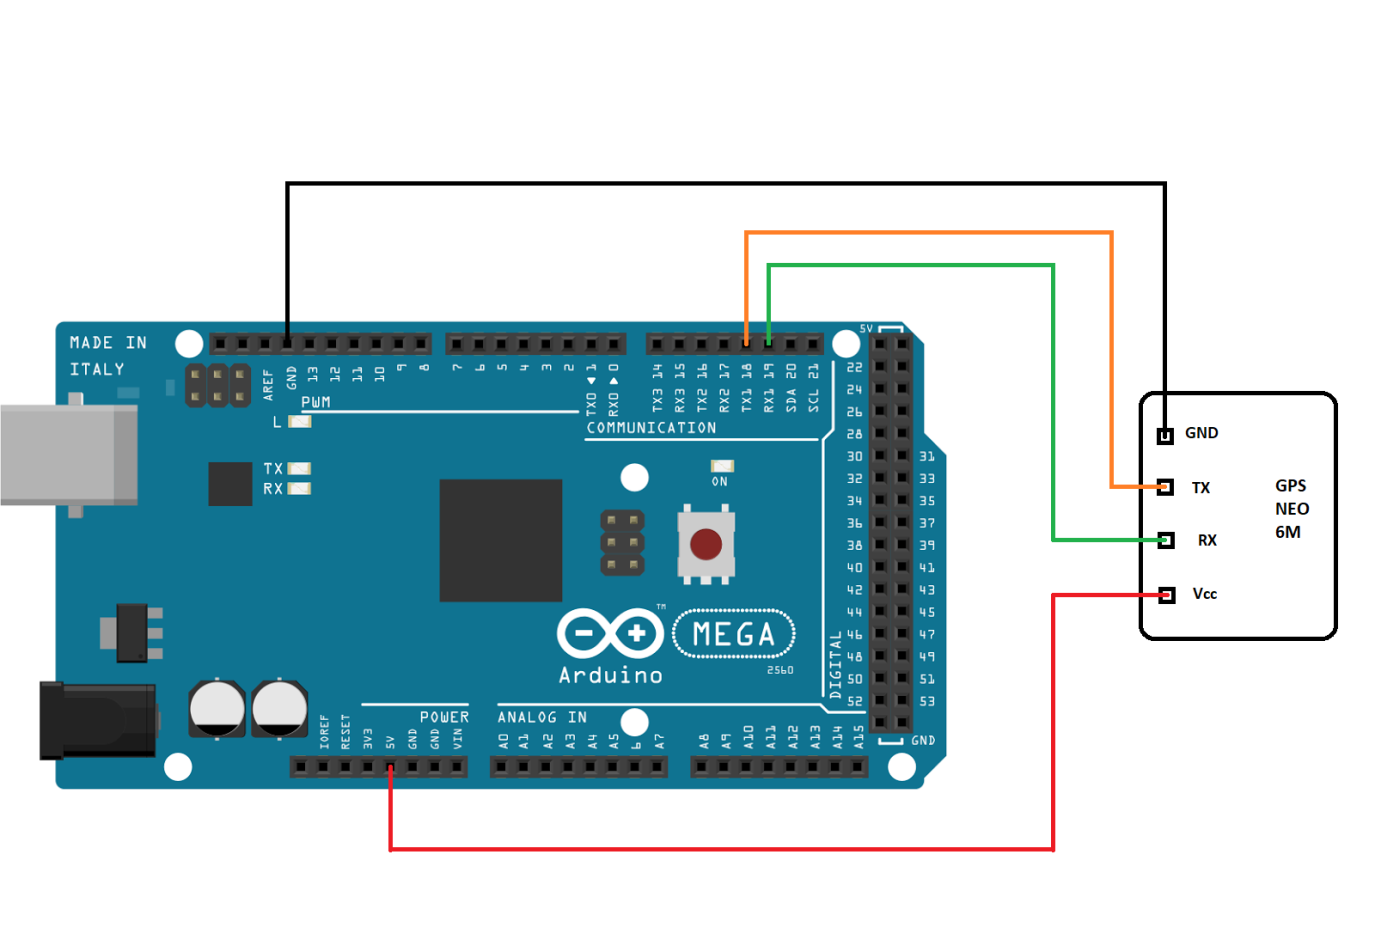 MADE IN
ITALY
AREF
GND
13
12
11
10
9
8
7
6
5
4
3
2
TX0 1
RX0 0
TX3 14
RX3 15
TX2 16
RX2 17
TX1 18
RX1 19
SDA 20
SCL 21
PWM
COMMUNICATION
L
TX
RX
ON
5V
22
24
26
28
30 31
32 33
34 35
36 37
38 39
40 41
42 43
44 45
46 47
48 49
50 51
52 53
GND
DIGITAL
Arduino
TM
MEGA
2560
POWER
ANALOG IN
IOREF
RESET
3V3
5V
GND
GND
VIN
A0
A1
A2
A3
A4
A5
6
A7
A8
A9
A10
A11
A12
A13
A14
A15
GND
TX
RX
Vcc
GPS
NEO
6M